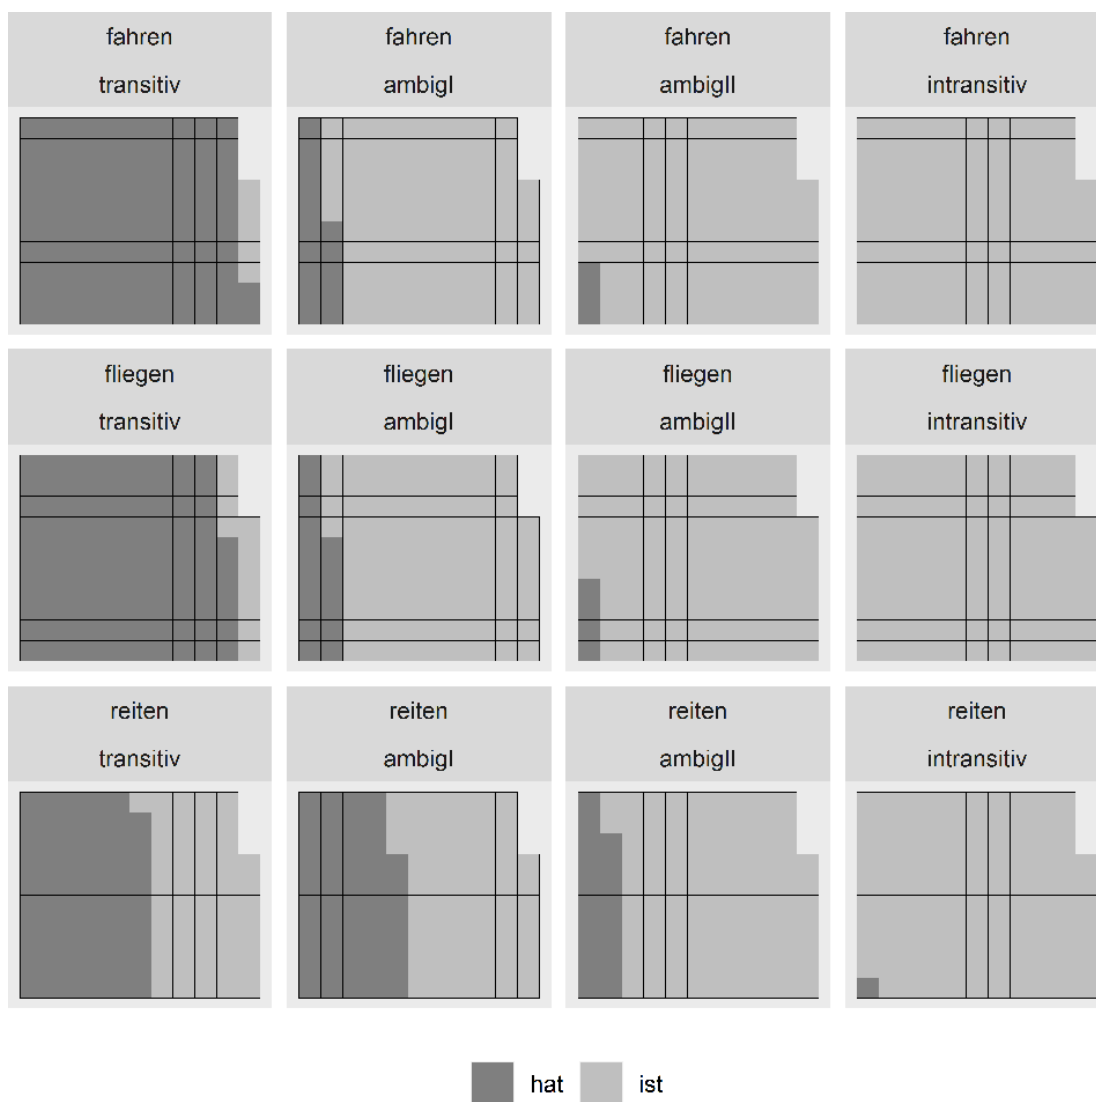 fahren
transitiv
fahren
ambigI
fahren
ambigII
fahren
intransitiv
fliegen
transitiv
fliegen
ambigI
fliegen
ambigII
fliegen
intransitiv
reiten
transitiv
reiten
ambigI
reiten
ambigII
reiten
intransitiv
hat
ist